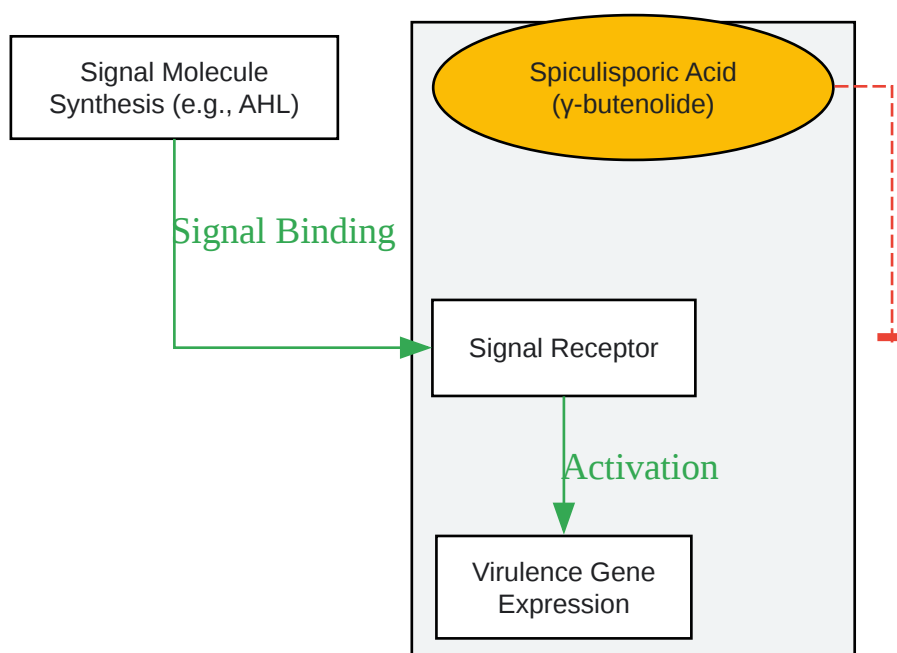 Signal Molecule
Synthesis (e.g., AHL)
Spiculisporic Acid
(γ-butenolide)
Signal Binding
Signal Receptor
Activation
Virulence Gene
Expression